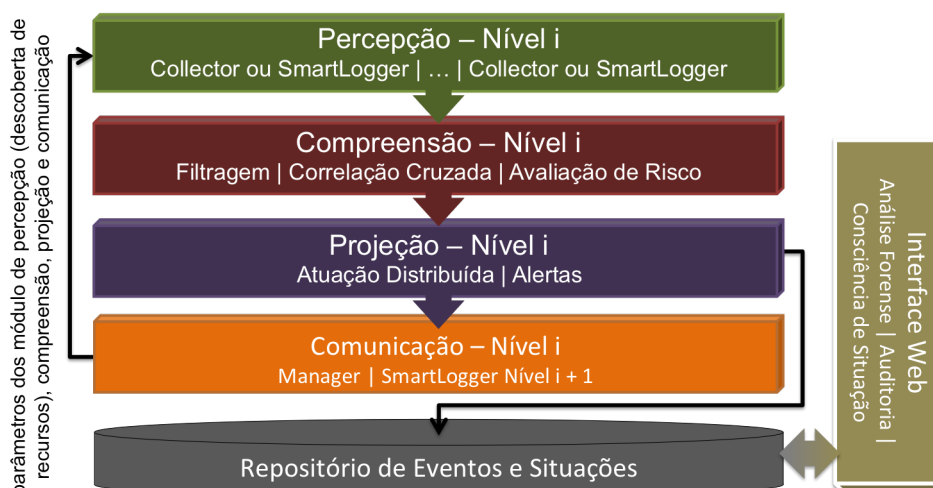 parâmetros dos módulo de percepção (descoberta de
recursos), compreensão, projeção e comunicação
Percepção – Nível i
Collector ou SmartLogger | ... | Collector ou SmartLogger
Compreensão – Nível i
Filtragem | Correlação Cruzada | Avaliação de Risco
Projeção – Nível i
Atuação Distribuída | Alertas
Comunicação – Nível i
Manager | SmartLogger Nível i + 1
Repositório de Eventos e Situações
Interface Web
Análise Forense | Auditoria |
Consciência de Situação